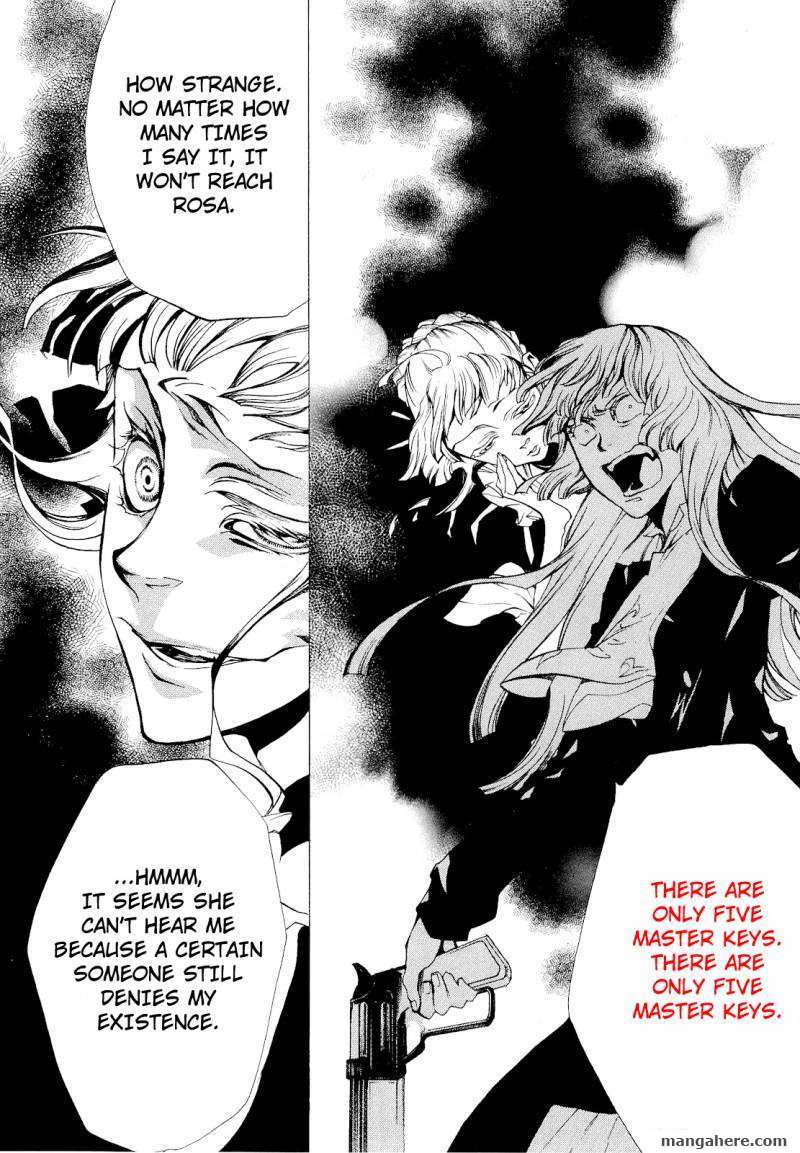 THERE ARE
ONLY FIVE
MASTER KEYS.
THERE ARE
ONLY FIVE
MASTER KEYS.
HOW STRANGE.
NO MATTER HOW
MANY TIMES
I SAY IT, IT
WON'T REACH
ROSA.
...HMMM,
IT SEEMS SHE
CAN'T HEAR ME
BECAUSE A CERTAIN
SOMEONE STILL
DENIES MY
EXISTENCE.
mangahere.com